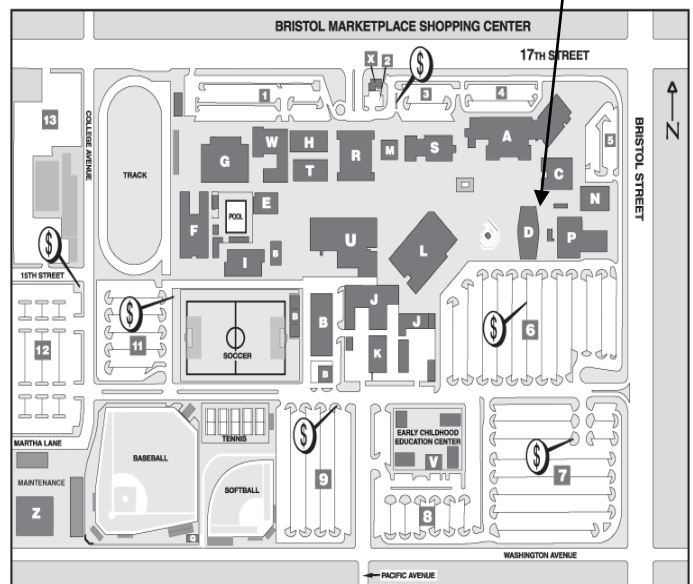 BRISTOL MARKETPLACE SHOPPING CENTER
17TH STREET
X 2
$
1
3
4
13
COLLEGE AVENUE
TRACK
5
BRISTOL STREET
N
W H
A
G
T
R
M
S
C
N
E
POOL
F
D
P
U
L
I
B
$
15TH STREET
$
11
12
SOCCER
B
B
J
J
K
B
$
6
MARTHA LANE
MAINTENANCE
Z
BASEBALL
TENNIS
SOFTBALL
$
9
EARLY CHILDHOOD
EDUCATION CENTER
V
8
$
7
WASHINGTON AVENUE
PACIFIC AVENUE